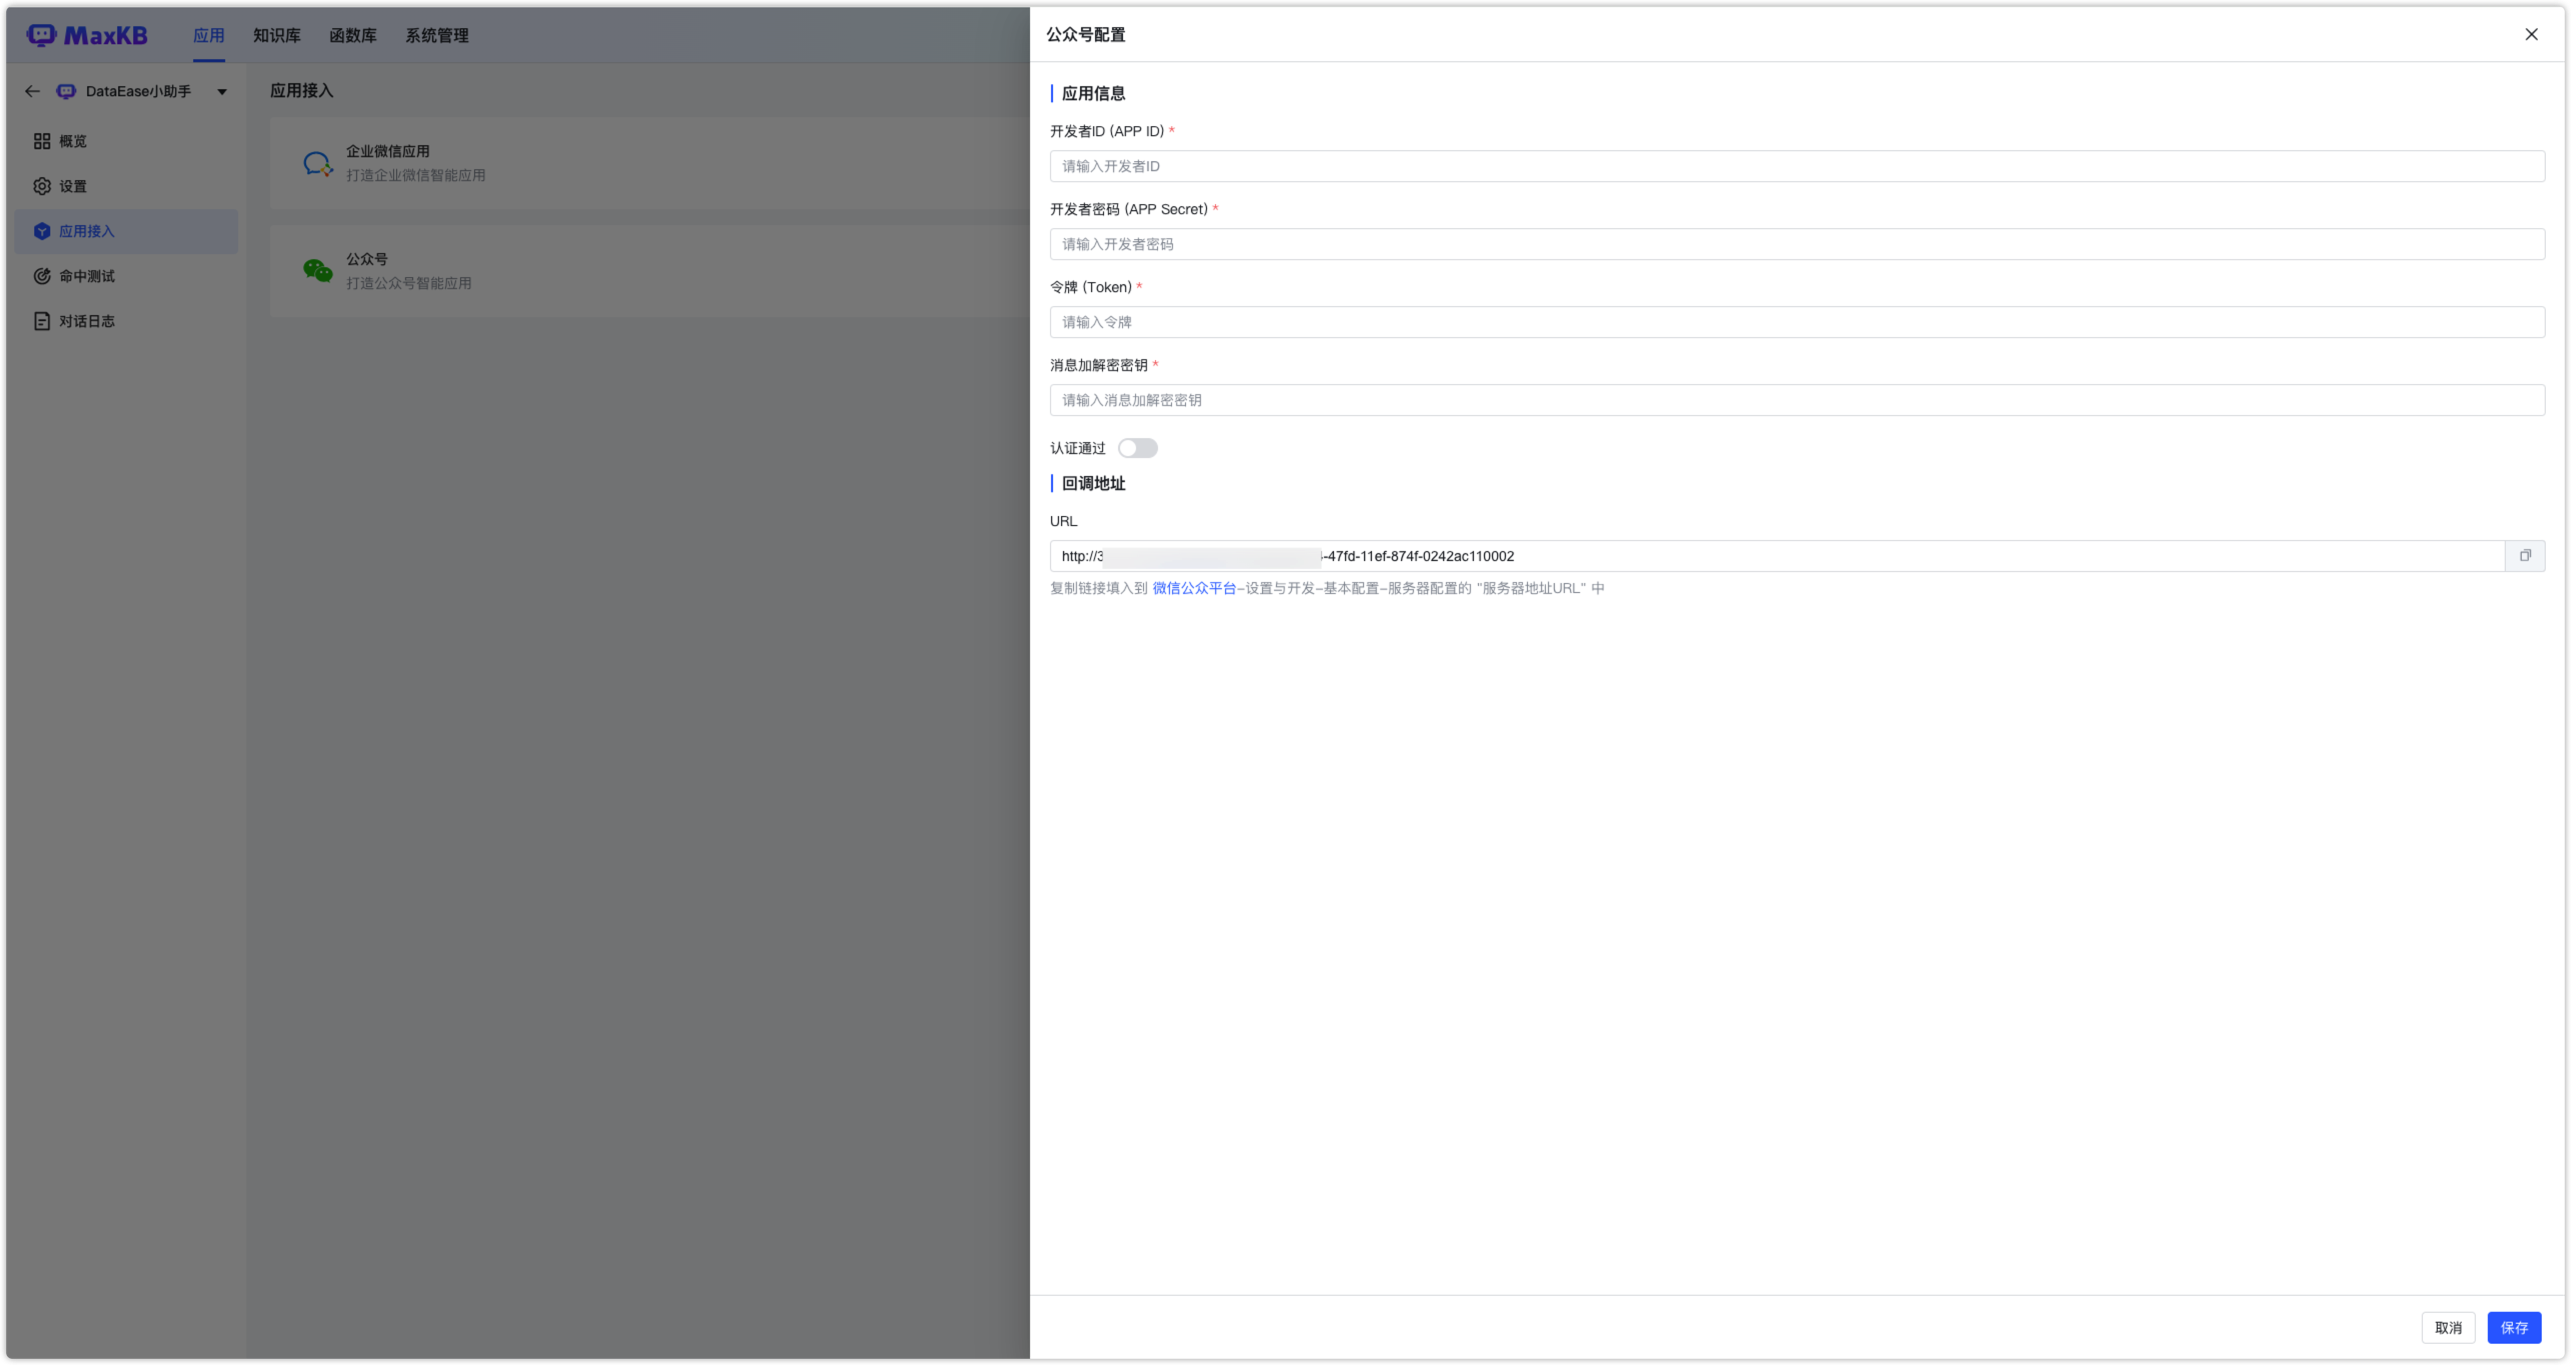 MaxKB 应用 知识库 函数库 系统管理
DataEase小助手
概览
设置
应用接入
命中测试
对话日志
应用接入
企业微信应用
打造企业微信智能应用
公众号
打造公众号智能应用
公众号配置
应用信息
开发者ID (APP ID) *
请输入开发者ID
开发者密码 (APP Secret) *
请输入开发者密码
令牌 (Token) *
请输入令牌
消息加解密密钥 *
请输入消息加解密密钥
认证通过
回调地址
URL
http://3 -47fd-11ef-874f-0242ac110002
复制链接填入到 微信公众平台-设置与开发-基本配置-服务器配置的 "服务器地址URL" 中
取消 保存